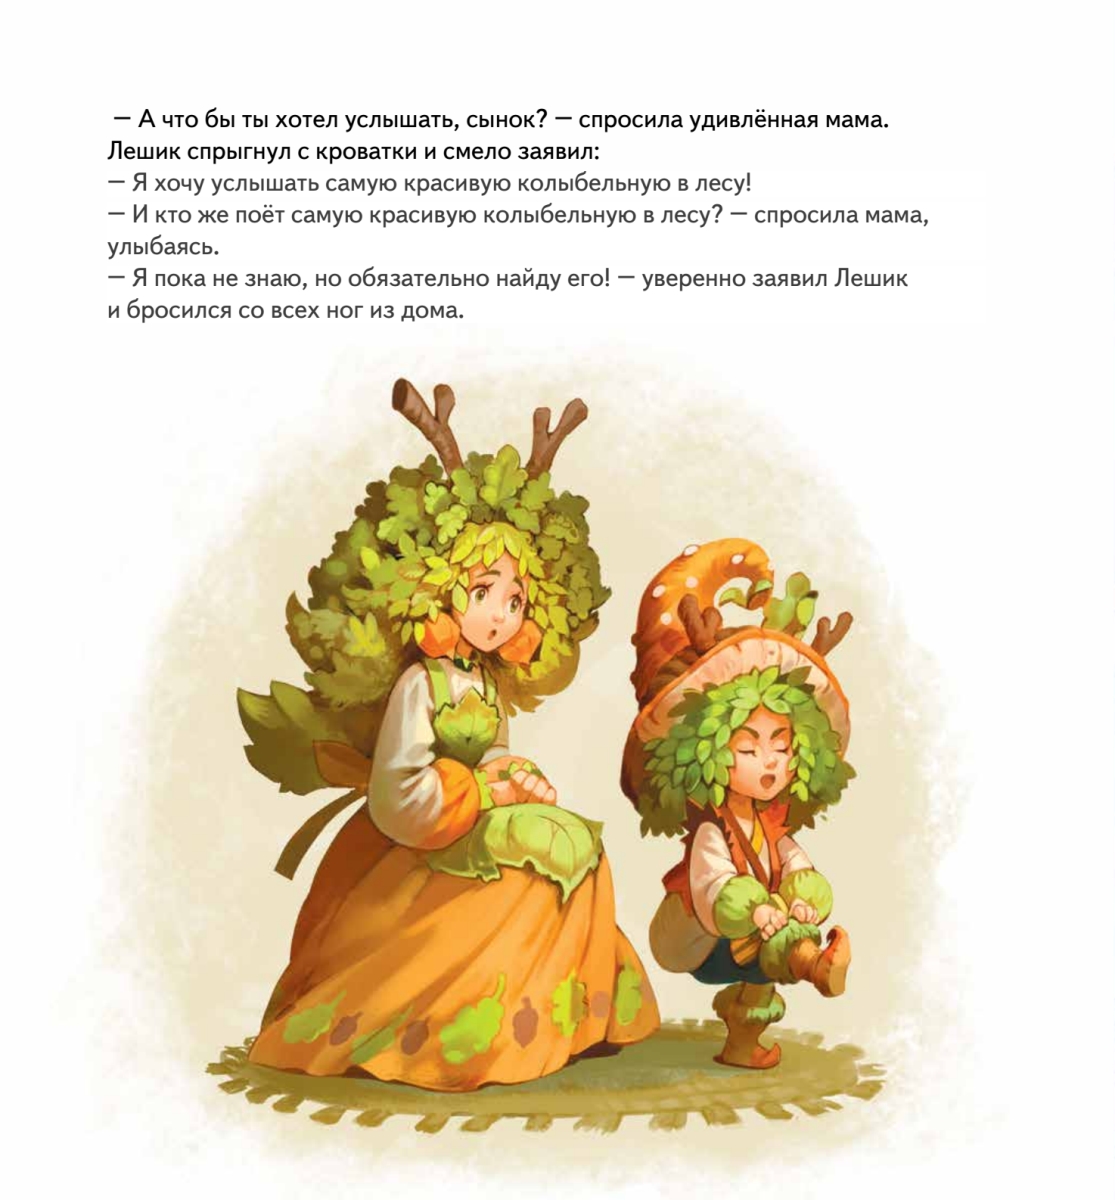 — А что бы ты хотел услышать, сынок? — спросила удивлённая мама.
Лешик спрыгнул с кроватки и смело заявил:
— Я хочу услышать самую красивую колыбельную в лесу!
— И кто же поёт самую красивую колыбельную в лесу? — спросила мама,
улыбаясь.
— Я пока не знаю, но обязательно найду его! — уверенно заявил Лешик
и бросился со всех ног из дома.